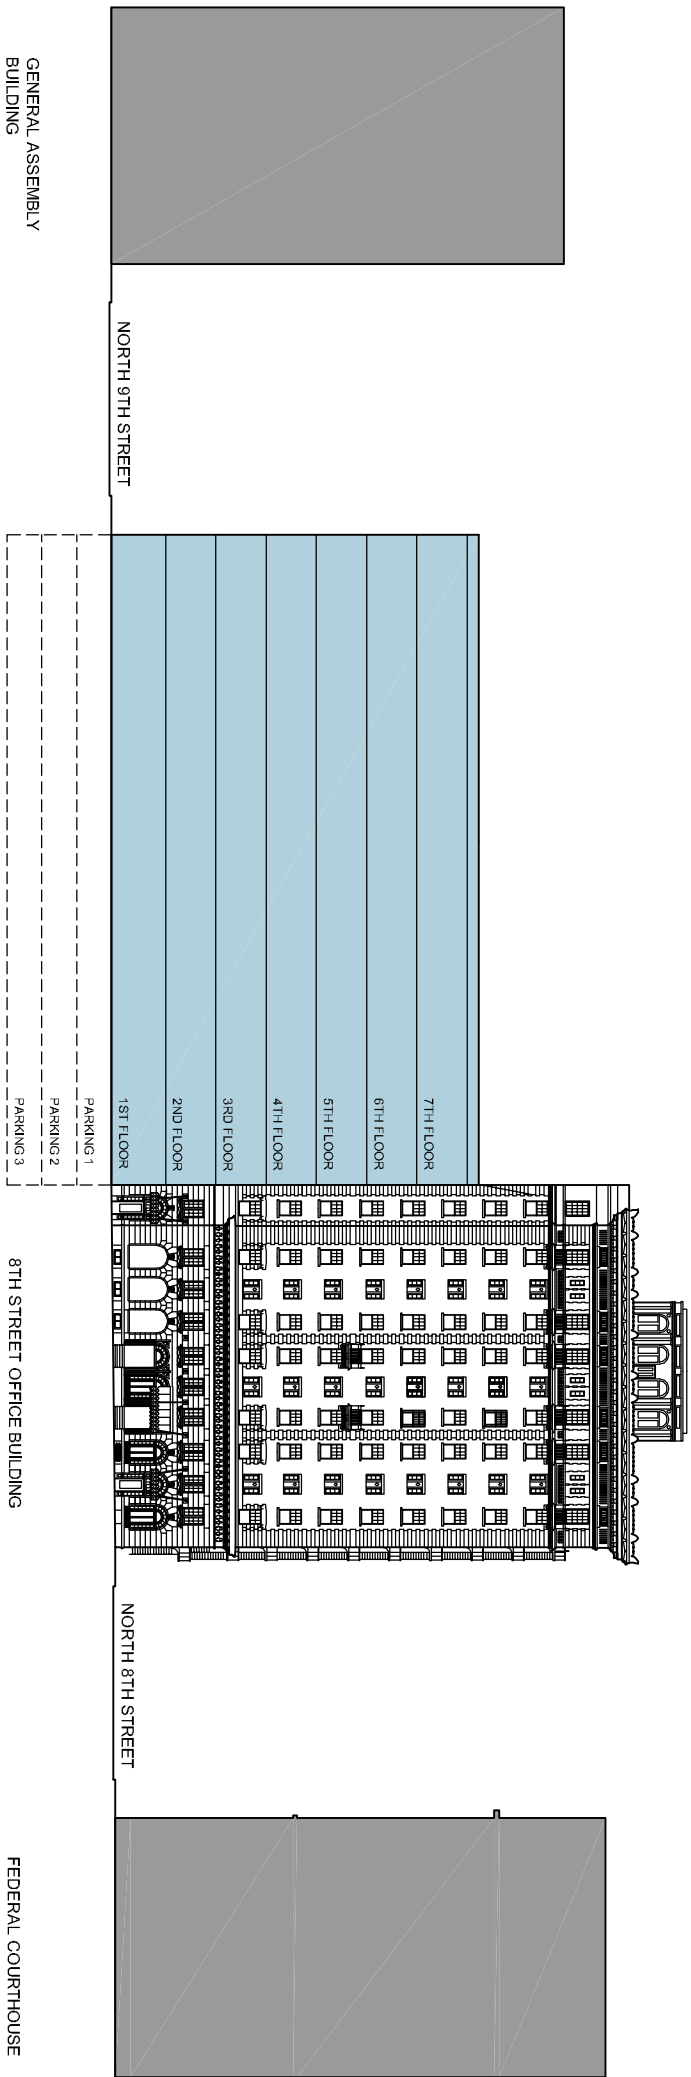 GENERAL ASSEMBLY
BUILDING
NORTH 9TH STREET
7TH FLOOR
6TH FLOOR
5TH FLOOR
4TH FLOOR
3RD FLOOR
2ND FLOOR
1ST FLOOR
PARKING 1
PARKING 2
PARKING 3
8TH STREET OFFICE BUILDING
NORTH 8TH STREET
FEDERAL COURTHOUSE